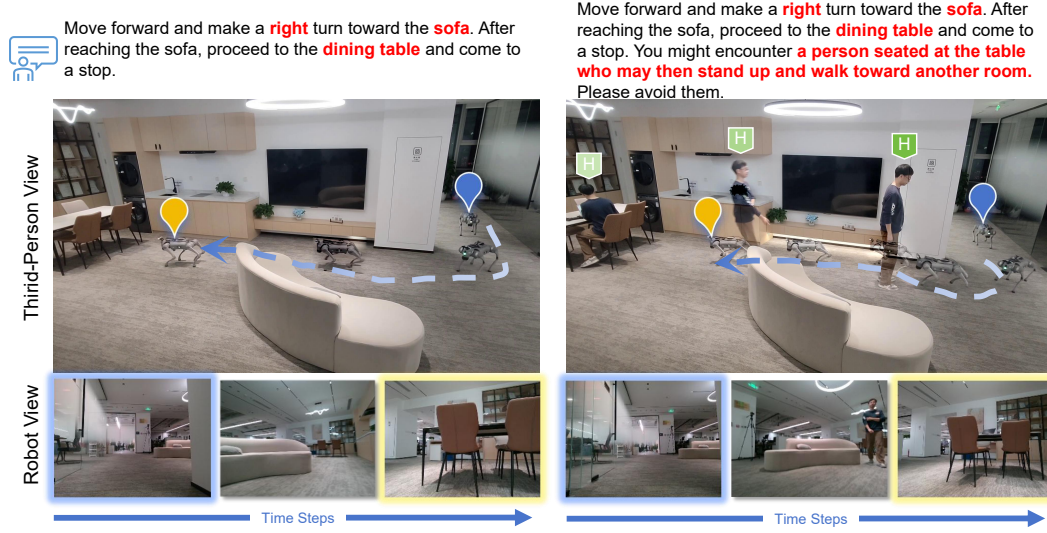 Move forward and make a right turn toward the sofa. After
reaching the sofa, proceed to the dining table and come to
a stop.
Move forward and make a right turn toward the sofa. After
reaching the sofa, proceed to the dining table and come to
a stop. You might encounter a person seated at the table
who may then stand up and walk toward another room.
Please avoid them.
Thirid-Person View
H
H
H
Robot View
Time Steps
Time Steps